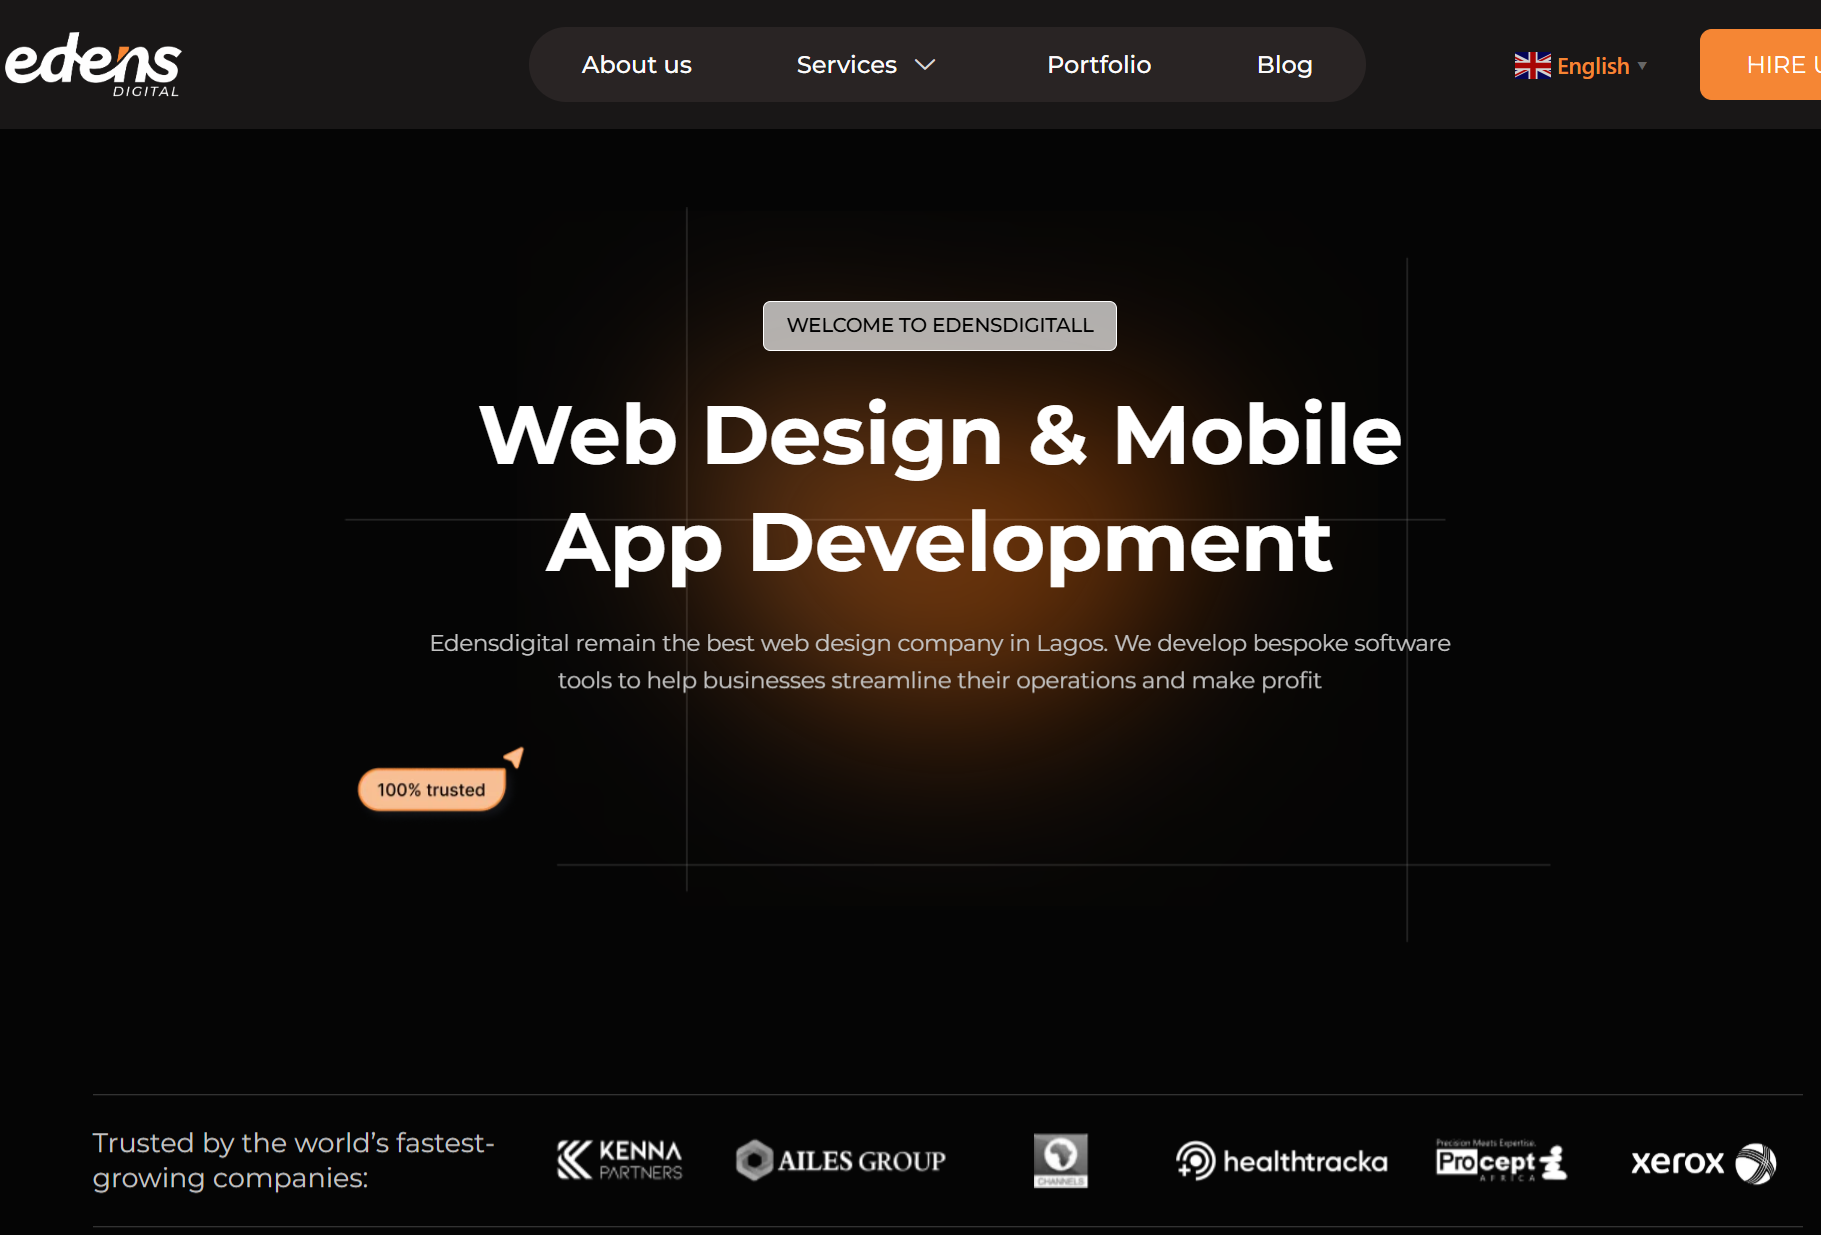 edens
DIGITAL
About us
Services
Portfolio
Blog
English
HIRE
WELCOME TO EDENSDIGITALL
Web Design & Mobile
App Development
Edensdigital remain the best web design company in Lagos. We develop bespoke software
tools to help businesses streamline their operations and make profit
100% trusted
Trusted by the world’s fastest-
growing companies:
KENNA
PARTNERS
AILES GROUP
CHANNELS
healthtracka
Precision Meets Expertise.
Procept
AFRICA
xerox